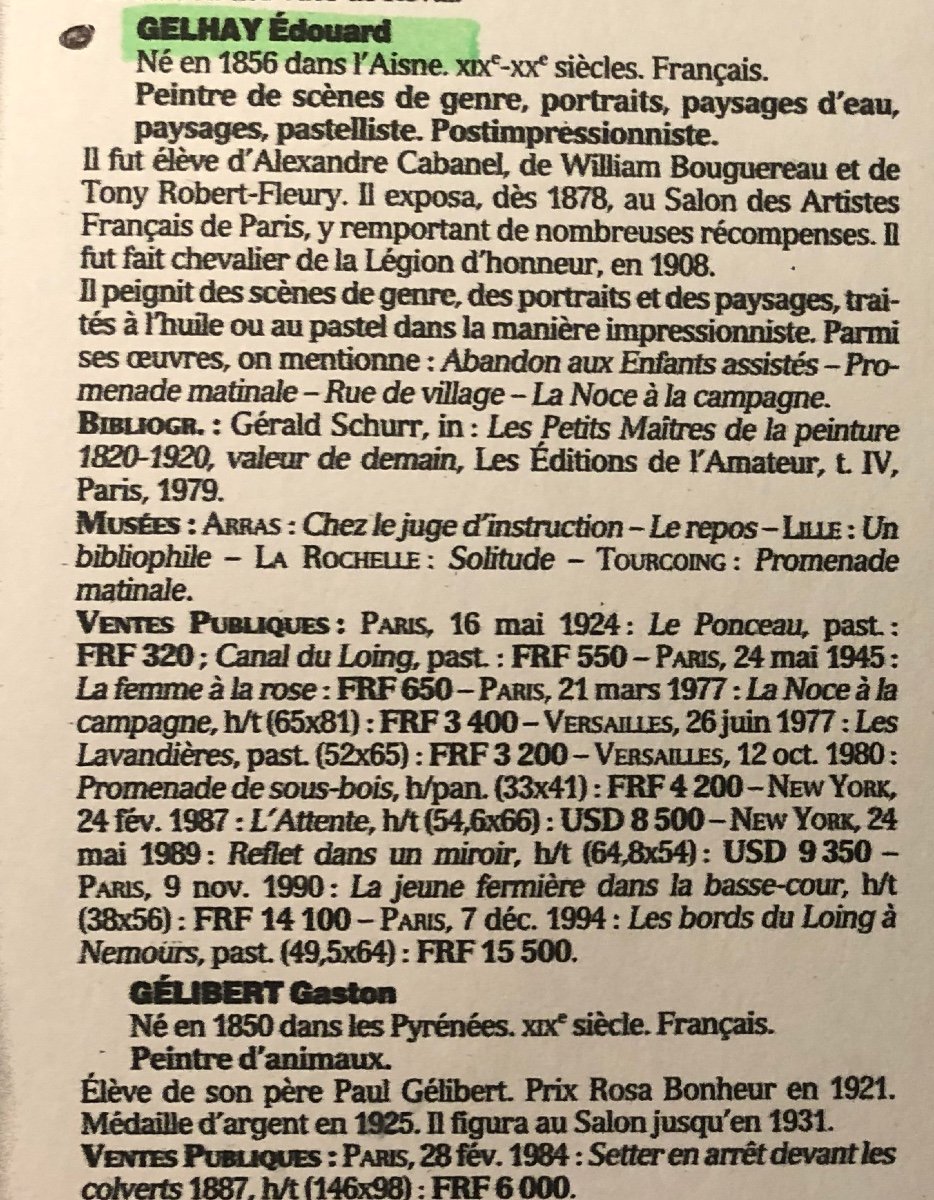 GELHAY Édouard
Né en 1856 dans l'Aisne. XIXe-XXe siècles. Français.
Peintre de scènes de genre, portraits, paysages d'eau,
paysages, pastelliste. Postimpressionniste.
Il fut élève d'Alexandre Cabanel, de William Bouguereau et de
Tony Robert-Fleury. Il exposa, dès 1878, au Salon des Artistes
Français de Paris, y remportant de nombreuses récompenses. Il
fut fait chevalier de la Légion d'honneur, en 1908.
Il peignit des scènes de genre, des portraits et des paysages, trai-
tés à l'huile ou au pastel dans la manière impressionniste. Parmi
ses œuvres, on mentionne : Abandon aux Enfants assistés – Pro-
menade matinale – Rue de village – La Noce à la campagne.
BIBLIOGR. : Gérald Schurr, in : Les Petits Maîtres de la peinture
1820-1920, valeur de demain, Les Éditions de l'Amateur, t. IV,
Paris, 1979.
MUSÉES : ARRAS : Chez le juge d'instruction – Le repos – LILLE : Un
bibliophile – LA ROCHELLE : Solitude – TOURCOING : Promenade
matinale.
VENTES PUBLIQUES : PARIS, 16 mai 1924 : Le Ponceau, past. :
FRF 320 ; Canal du Loing, past. : FRF 550 – PARIS, 24 mai 1945 :
La femme à la rose : FRF 650 – PARIS, 21 mars 1977 : La Noce à la
campagne, h/t (65x81) : FRF 3 400 – VERSAILLES, 26 juin 1977 : Les
Lavandières, past. (52x65) : FRF 3 200 – VERSAILLES, 12 oct. 1980 :
Promenade de sous-bois, h/pan. (33x41) : FRF 4 200 – NEW YORK,
24 fév. 1987 : L'Attente, h/t (54,6x66) : USD 8 500 – NEW YORK, 24
mai 1989 : Reflet dans un miroir, h/t (64,8x54) : USD 9 350 –
PARIS, 9 nov. 1990 : La jeune fermière dans la basse-cour, h/t
(38x56) : FRF 14 100 – PARIS, 7 déc. 1994 : Les bords du Loing à
Nemours, past. (49,5x64) : FRF 15 500.
GÉLIBERT Gaston
Né en 1850 dans les Pyrénées. XIXe siècle. Français.
Peintre d'animaux.
Élève de son père Paul Gélibert. Prix Rosa Bonheur en 1921.
Médaille d'argent en 1925. Il figura au Salon jusqu'en 1931.
VENTES PUBLIQUES : PARIS, 28 fév. 1984 : Setter en arrêt devant les
colverts 1887, h/t (146x98) : FRF 6 000.